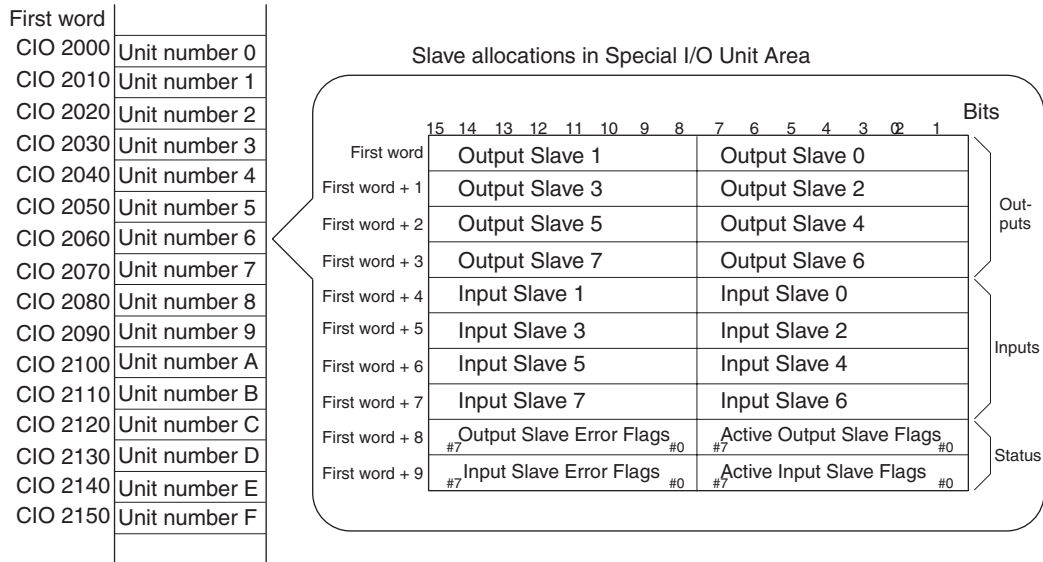 First word
CIO 2000 Unit number 0
CIO 2010 Unit number 1
CIO 2020 Unit number 2
CIO 2030 Unit number 3
CIO 2040 Unit number 4
CIO 2050 Unit number 5
CIO 2060 Unit number 6
CIO 2070 Unit number 7
CIO 2080 Unit number 8
CIO 2090 Unit number 9
CIO 2100 Unit number A
CIO 2110 Unit number B
CIO 2120 Unit number C
CIO 2130 Unit number D
CIO 2140 Unit number E
CIO 2150 Unit number F
Slave allocations in Special I/O Unit Area
Bits
15 14 13 12 11 10 9 8 7 6 5 4 3 02 1
First word Output Slave 1 Output Slave 0
First word + 1 Output Slave 3 Output Slave 2
First word + 2 Output Slave 5 Output Slave 4
First word + 3 Output Slave 7 Output Slave 6
Out-
puts
First word + 4 Input Slave 1 Input Slave 0
First word + 5 Input Slave 3 Input Slave 2
First word + 6 Input Slave 5 Input Slave 4
First word + 7 Input Slave 7 Input Slave 6
Inputs
First word + 8 #7 Output Slave Error Flags #0 #7 Active Output Slave Flags #0
First word + 9 #7 Input Slave Error Flags #0 #7 Active Input Slave Flags #0
Status